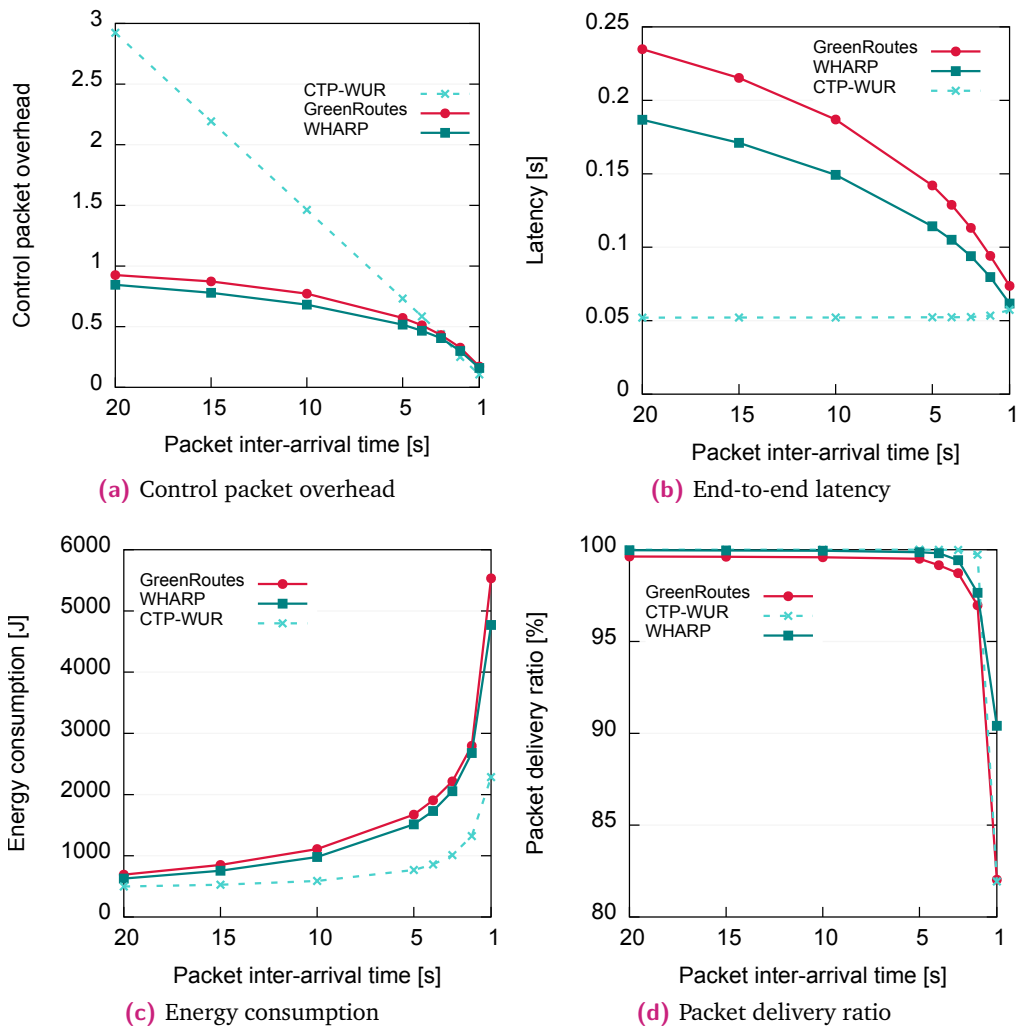 3
2.5
2
1.5
1
0.5
0
Control packet overhead
CTP-WUR
GreenRoutes
WHARP
20 15 10 5 1
Packet inter-arrival time [s]
(a) Control packet overhead
0.25
0.2
0.15
0.1
0.05
0
Latency [s]
GreenRoutes
WHARP
CTP-WUR
20 15 10 5 1
Packet inter-arrival time [s]
(b) End-to-end latency
6000
5000
4000
3000
2000
1000
0
Energy consumption [J]
GreenRoutes
WHARP
CTP-WUR
20 15 10 5 1
Packet inter-arrival time [s]
(c) Energy consumption
100
95
90
85
80
Packet delivery ratio [%]
GreenRoutes
CTP-WUR
WHARP
20 15 10 5 1
Packet inter-arrival time [s]
(d) Packet delivery ratio